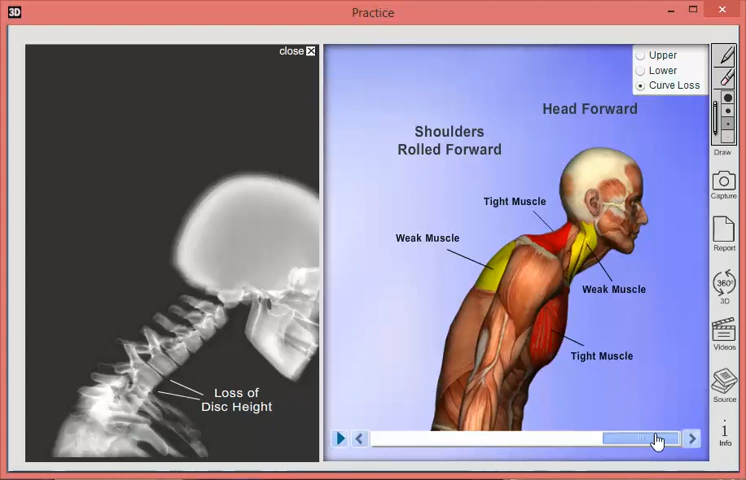 3D
Practice
close
Upper
Lower
Curve Loss
Head Forward
Shoulders
Rolled Forward
Tight Muscle
Weak Muscle
Weak Muscle
Tight Muscle
Loss of
Disc Height
Draw
Capture
Report
360°
3D
Videos
Source
i
Info